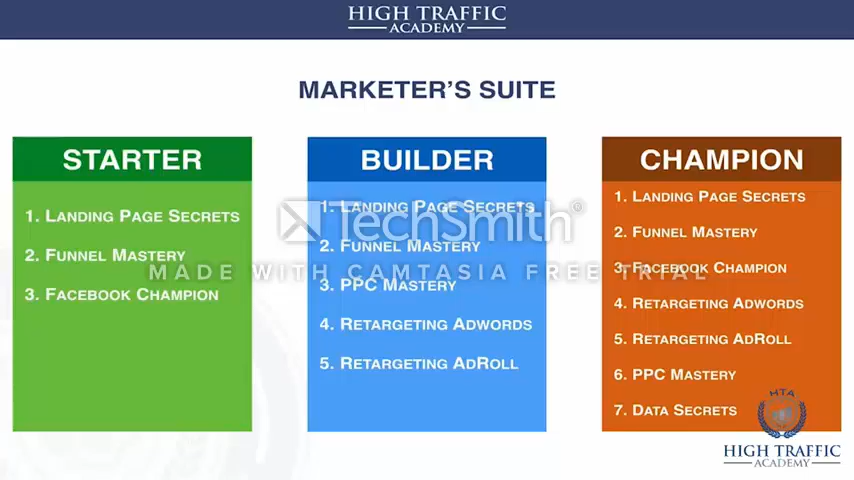 HIGH TRAFFIC
ACADEMY
MARKETER'S SUITE
STARTER
1. LANDING PAGE SECRETS
2. FUNNEL MASTERY
3. FACEBOOK CHAMPION
BUILDER
1. LANDING PAGE SECRETS
2. FUNNEL MASTERY
3. PPC MASTERY
4. RETARGETING ADWORDS
5. RETARGETING ADROLL
CHAMPION
1. LANDING PAGE SECRETS
2. FUNNEL MASTERY
3. FACEBOOK CHAMPION
4. RETARGETING ADWORDS
5. RETARGETING ADROLL
6. PPC MASTERY
7. DATA SECRETS
TechSmith®
MADE WITH CAMTASIA FREE TRIAL
HTA
HIGH TRAFFIC
ACADEMY